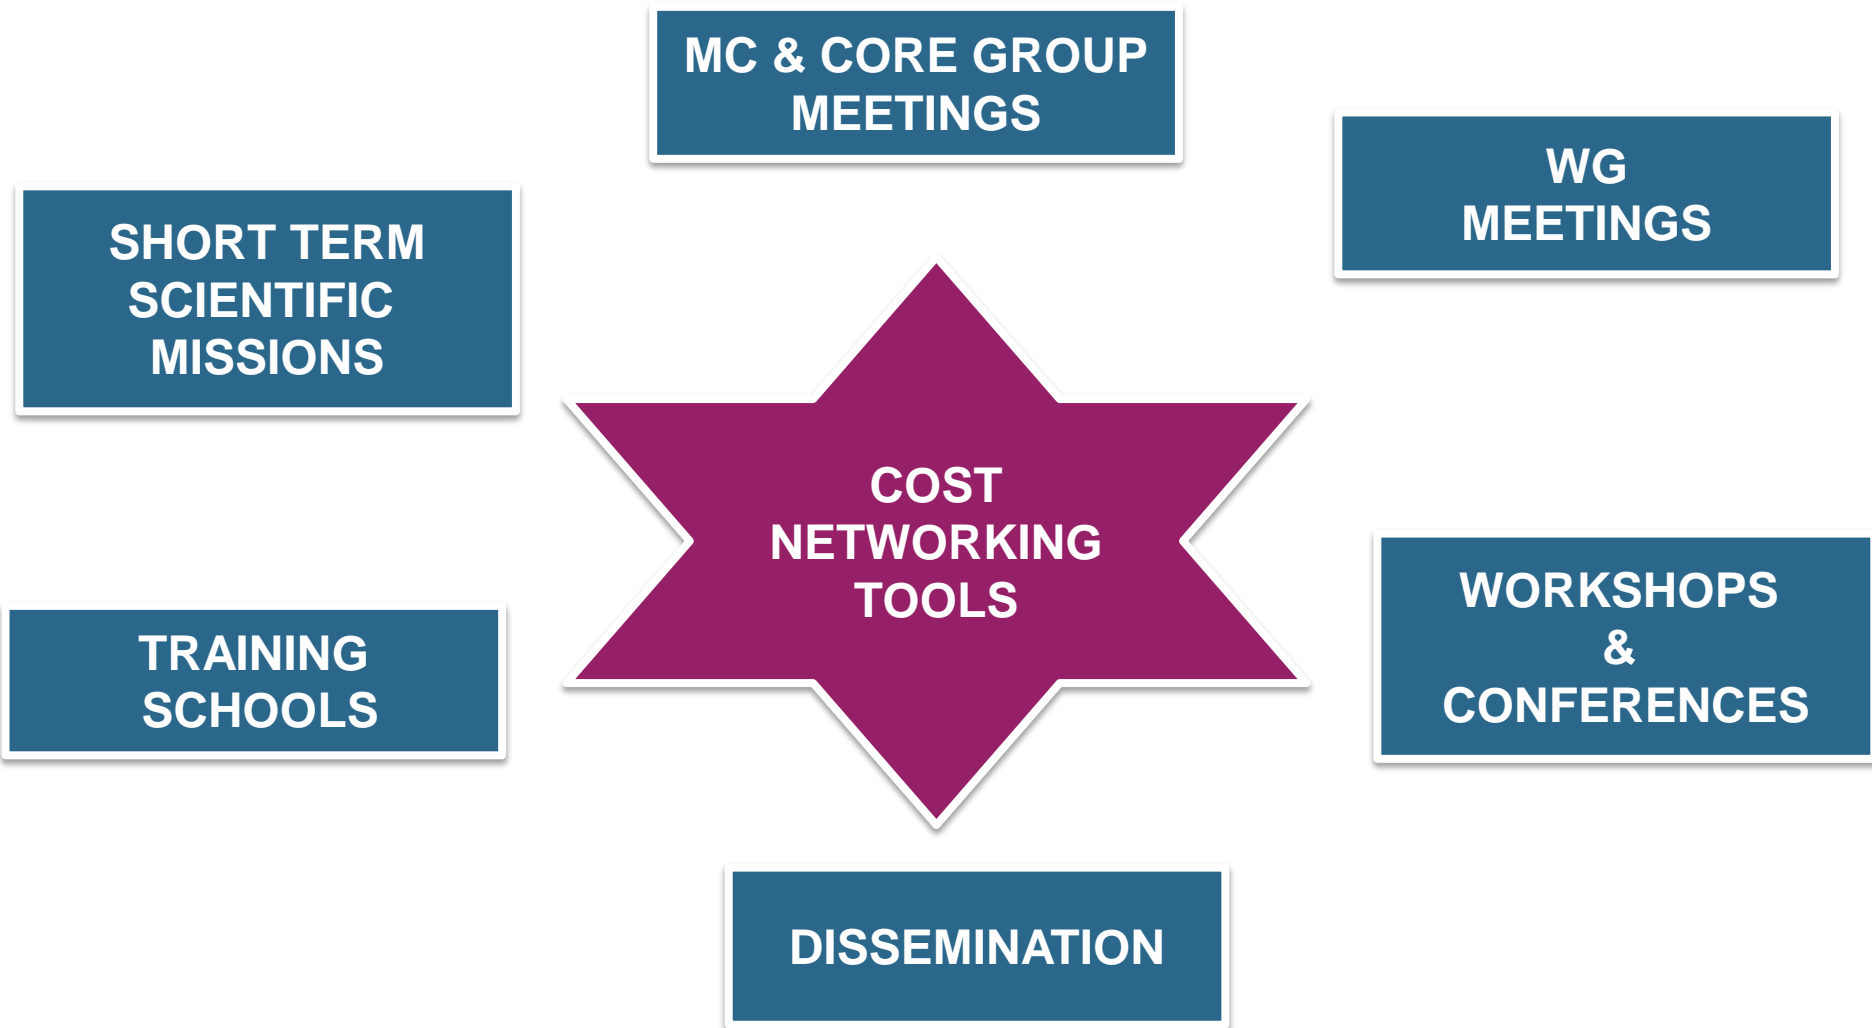 MC & CORE GROUP
MEETINGS
WG
MEETINGS
SHORT TERM
SCIENTIFIC
MISSIONS
COST
NETWORKING
TOOLS
WORKSHOPS
&
CONFERENCES
TRAINING
SCHOOLS
DISSEMINATION